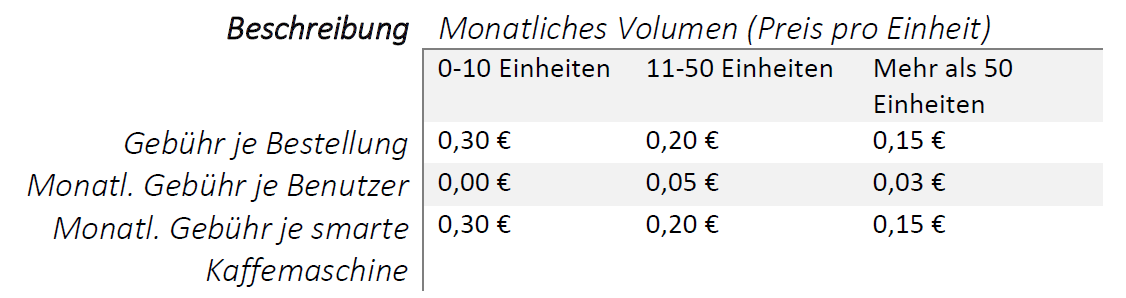 Beschreibung Monatliches Volumen (Preis pro Einheit)
0-10 Einheiten 11-50 Einheiten Mehr als 50
Einheiten
Gebühr je Bestellung 0,30 € 0,20 € 0,15 €
Monatl. Gebühr je Benutzer 0,00 € 0,05 € 0,03 €
Monatl. Gebühr je smarte 0,30 € 0,20 € 0,15 €
Kaffemaschine